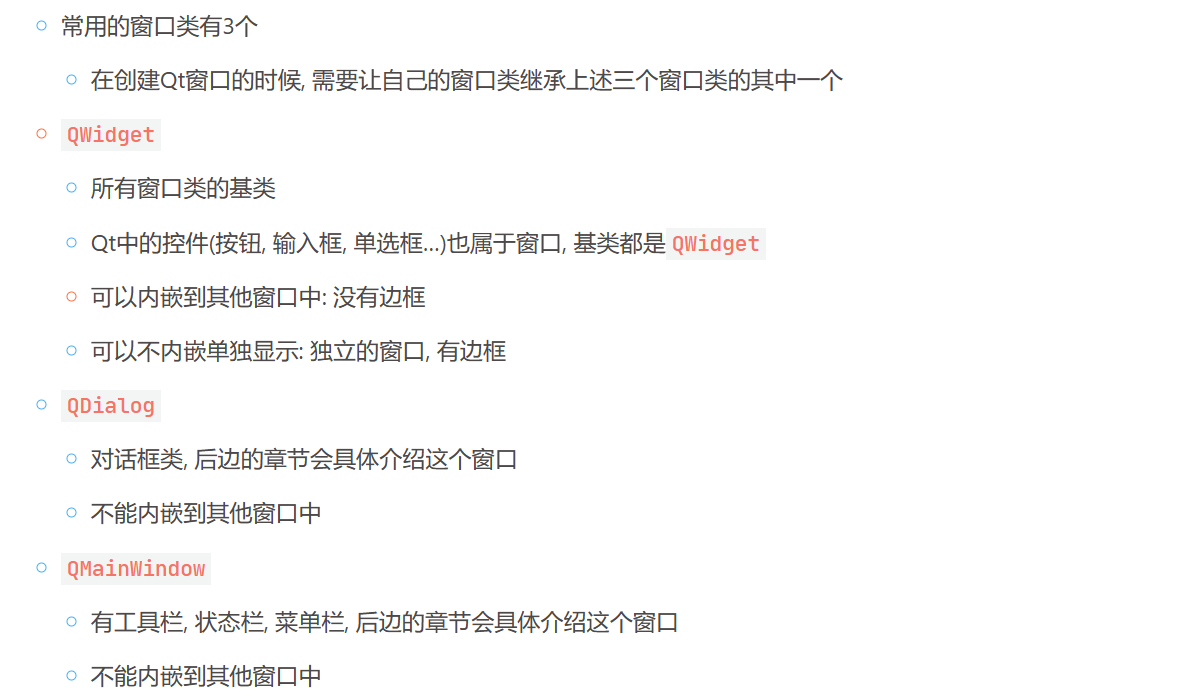 常用的窗口类有3个
在创建Qt窗口的时候, 需要让自己的窗口类继承上述三个窗口类的其中一个
QWidget
所有窗口类的基类
Qt中的控件(按钮, 输入框, 单选框…)也属于窗口, 基类都是QWidget
可以内嵌到其他窗口中: 没有边框
可以不内嵌单独显示: 独立的窗口, 有边框
QDialog
对话框类, 后边的章节会具体介绍这个窗口
不能内嵌到其他窗口中
QMainWindow
有工具栏, 状态栏, 菜单栏, 后边的章节会具体介绍这个窗口
不能内嵌到其他窗口中